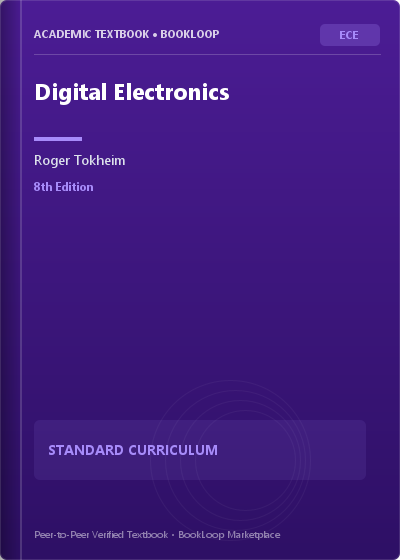 ACADEMIC TEXTBOOK • BOOKLOOP
ECE
Digital Electronics
Roger Tokheim
8th Edition
STANDARD CURRICULUM
Peer-to-Peer Verified Textbook • BookLoop Marketplace